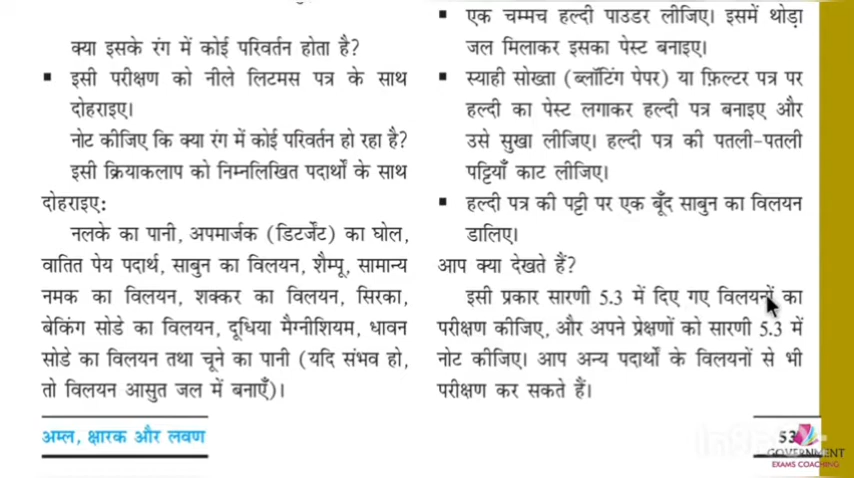 क्या इसके रंग में कोई परिवर्तन होता है?
▪ इसी परीक्षण को नीले लिटमस पत्र के साथ
दोहराइए।
नोट कीजिए कि क्या रंग में कोई परिवर्तन हो रहा है?
इसी क्रियाकलाप को निम्नलिखित पदार्थों के साथ
दोहराइए:
नलके का पानी, अपमार्जक (डिटर्जेंट) का घोल,
वातित पेय पदार्थ, साबुन का विलयन, शैम्पू, सामान्य
नमक का विलयन, शक्कर का विलयन, सिरका,
बेकिंग सोडे का विलयन, दूधिया मैग्नीशियम, धावन
सोडे का विलयन तथा चूने का पानी (यदि संभव हो,
तो विलयन आसुत जल में बनाएँ)।
अम्ल, क्षारक और लवण
▪ एक चम्मच हल्दी पाउडर लीजिए। इसमें थोड़ा
जल मिलाकर इसका पेस्ट बनाइए।
▪ स्याही सोख्ता (ब्लॉटिंग पेपर) या फ़िल्टर पत्र पर
हल्दी का पेस्ट लगाकर हल्दी पत्र बनाइए और
उसे सुखा लीजिए। हल्दी पत्र की पतली-पतली
पट्टियाँ काट लीजिए।
▪ हल्दी पत्र की पट्टी पर एक बूँद साबुन का विलयन
डालिए।
आप क्या देखते हैं?
इसी प्रकार सारणी 5.3 में दिए गए विलयनों का
परीक्षण कीजिए, और अपने प्रेक्षणों को सारणी 5.3 में
नोट कीजिए। आप अन्य पदार्थों के विलयनों से भी
परीक्षण कर सकते हैं।
53
GOVERNMENT
EXAMS COACHING